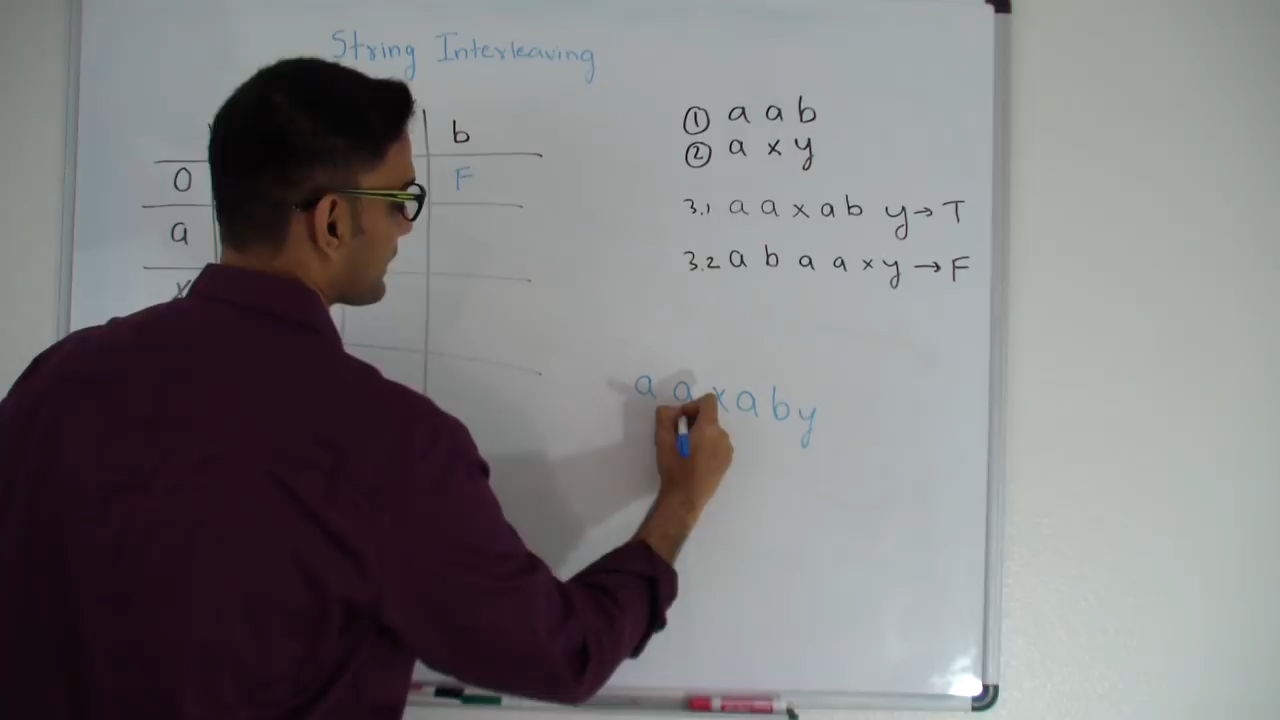 String Interleaving
b
0 F
a
x
① a a b
② a x y
3.1 a a x a b y → T
3.2 a b a a x y → F
a a x a b y